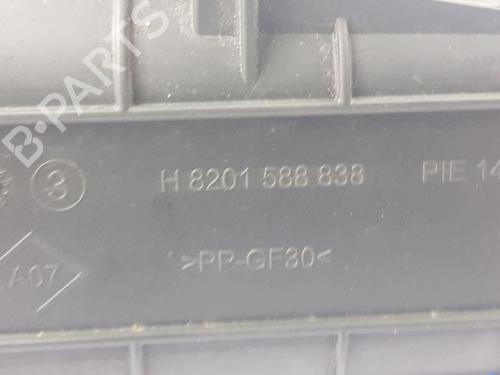 B-PARTS
3 H 8201 588 838 PIE 14
A07 >PP-GF30<